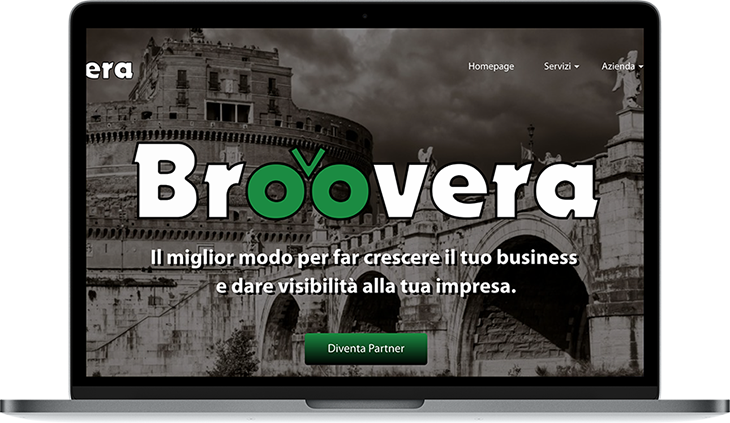 era
Homepage
Servizi
Azienda
Broovera
Il miglior modo per far crescere il tuo business
e dare visibilità alla tua impresa.
Diventa Partner